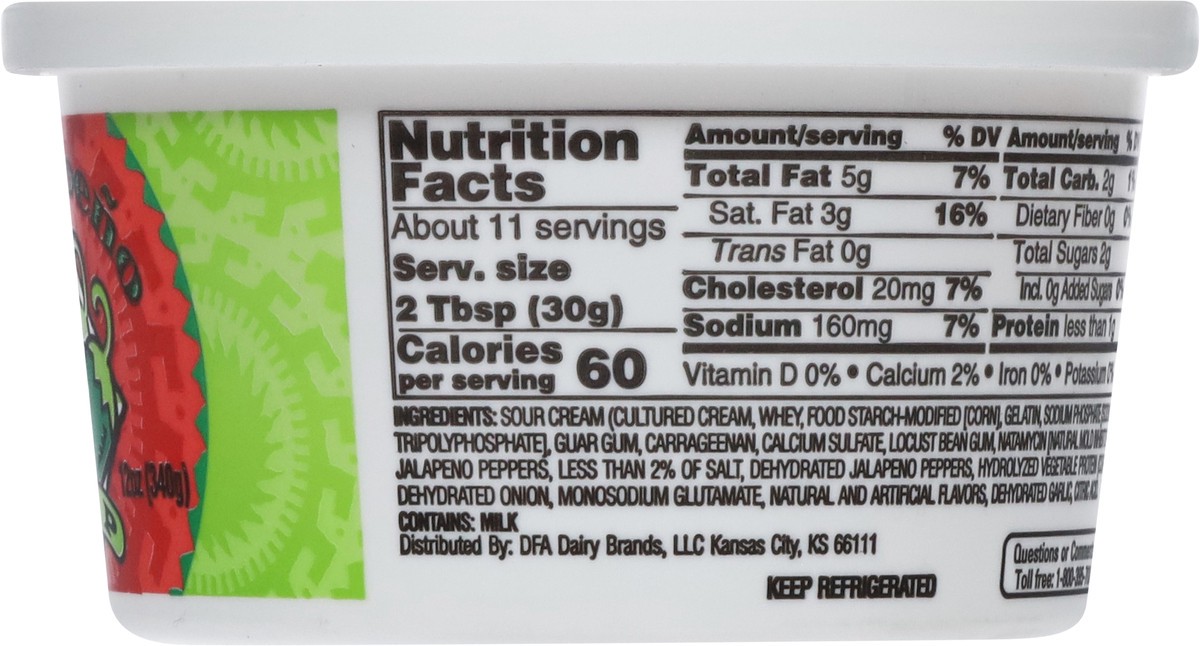 12oz (340g)
Nutrition
Facts
About 11 servings
Serv. size
2 Tbsp (30g)
Calories
per serving 60
Amount/serving % DV
Total Fat 5g 7%
Sat. Fat 3g 16%
Trans Fat 0g
Cholesterol 20mg 7%
Sodium 160mg 7%
Amount/serving
Total Carb. 2g
Dietary Fiber 0g
Total Sugars 2g
Incl. 0g Added Sugars
Protein less than 1g
Vitamin D 0% • Calcium 2% • Iron 0% • Potassium
INGREDIENTS: SOUR CREAM (CULTURED CREAM, WHEY, FOOD STARCH-MODIFIED [CORN], GELATIN, SODIUM PHOSPHATE,
TRIPOLYPHOSPHATE], GUAR GUM, CARRAGEENAN, CALCIUM SULFATE, LOCUST BEAN GUM, NATAMYCIN [NATURAL MOLD
JALAPENO PEPPERS, LESS THAN 2% OF SALT, DEHYDRATED JALAPENO PEPPERS, HYDROLYZED VEGETABLE PROTEIN
DEHYDRATED ONION, MONOSODIUM GLUTAMATE, NATURAL AND ARTIFICIAL FLAVORS, DEHYDRATED GARLIC, CITRIC
CONTAINS: MILK
Distributed By: DFA Dairy Brands, LLC Kansas City, KS 66111
KEEP REFRIGERATED
Questions or
Toll free: